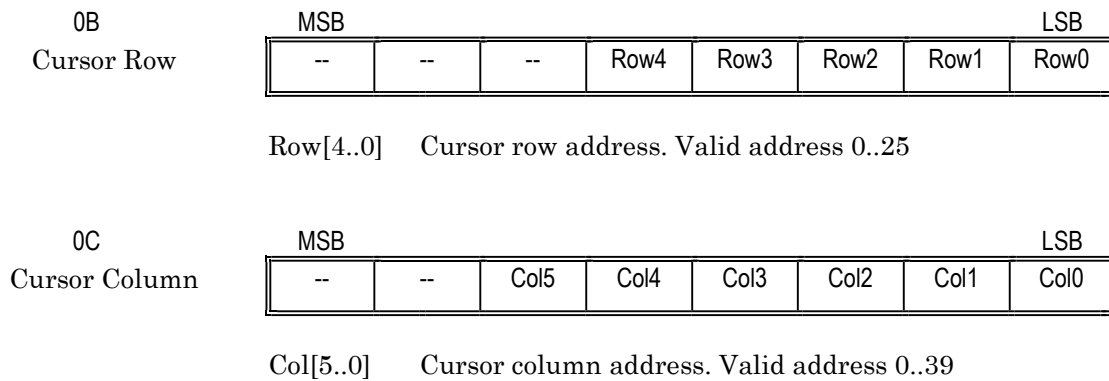 0B MSB LSB
Cursor Row -- -- -- Row4 Row3 Row2 Row1 Row0
Row[4..0] Cursor row address. Valid address 0..25
0C MSB LSB
Cursor Column -- -- Col5 Col4 Col3 Col2 Col1 Col0
Col[5..0] Cursor column address. Valid address 0..39